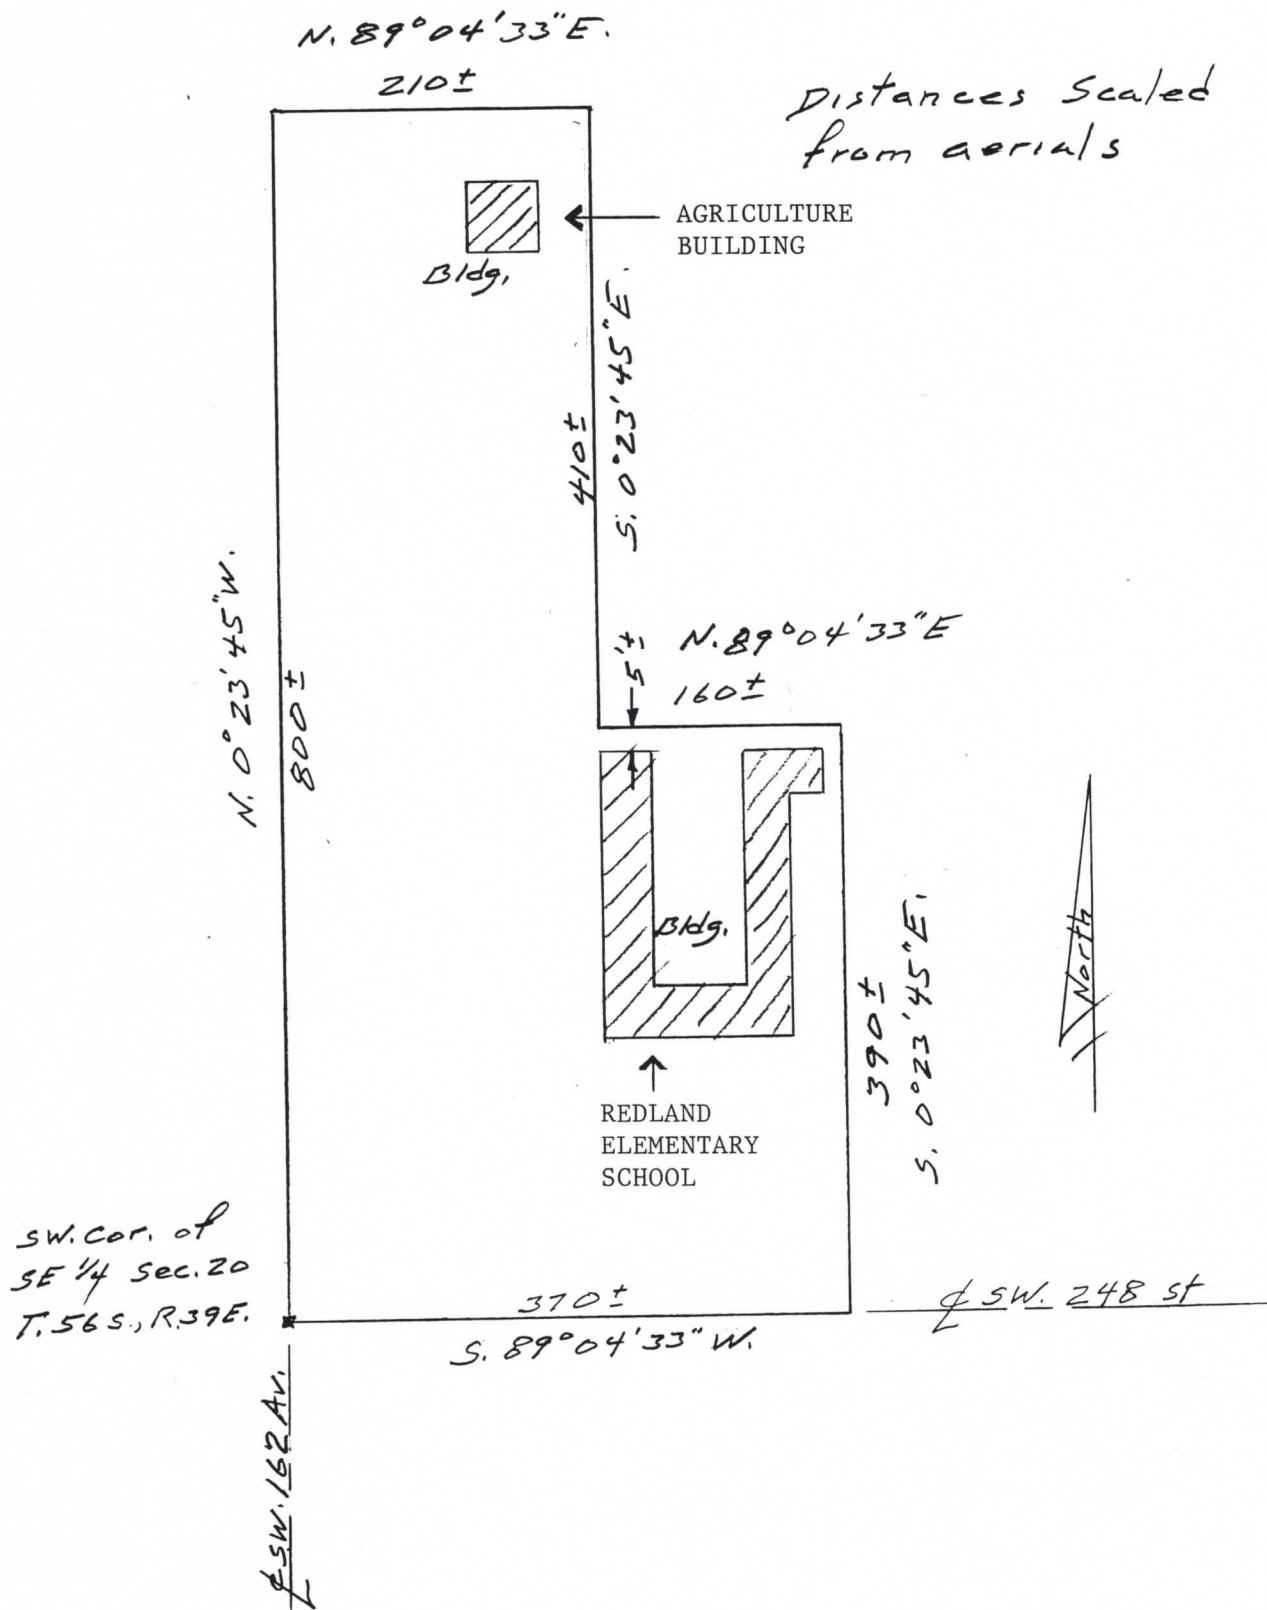 N. 89°04'33"E.
210±
Distances Scaled
from aerials
AGRICULTURE
BUILDING
Bldg.
410±
S. 0°23'45"E.
N. 0°23'45"W.
800±
5'±
N. 89°04'33"E
160±
Bldg.
390±
S. 0°23'45"E.
North
REDLAND
ELEMENTARY
SCHOOL
SW. Cor. of
SE 1/4 Sec. 20
T. 56 S., R. 39E.
370±
S. 89°04'33"W.
℄ SW. 248 st
℄ SW. 162 Av.